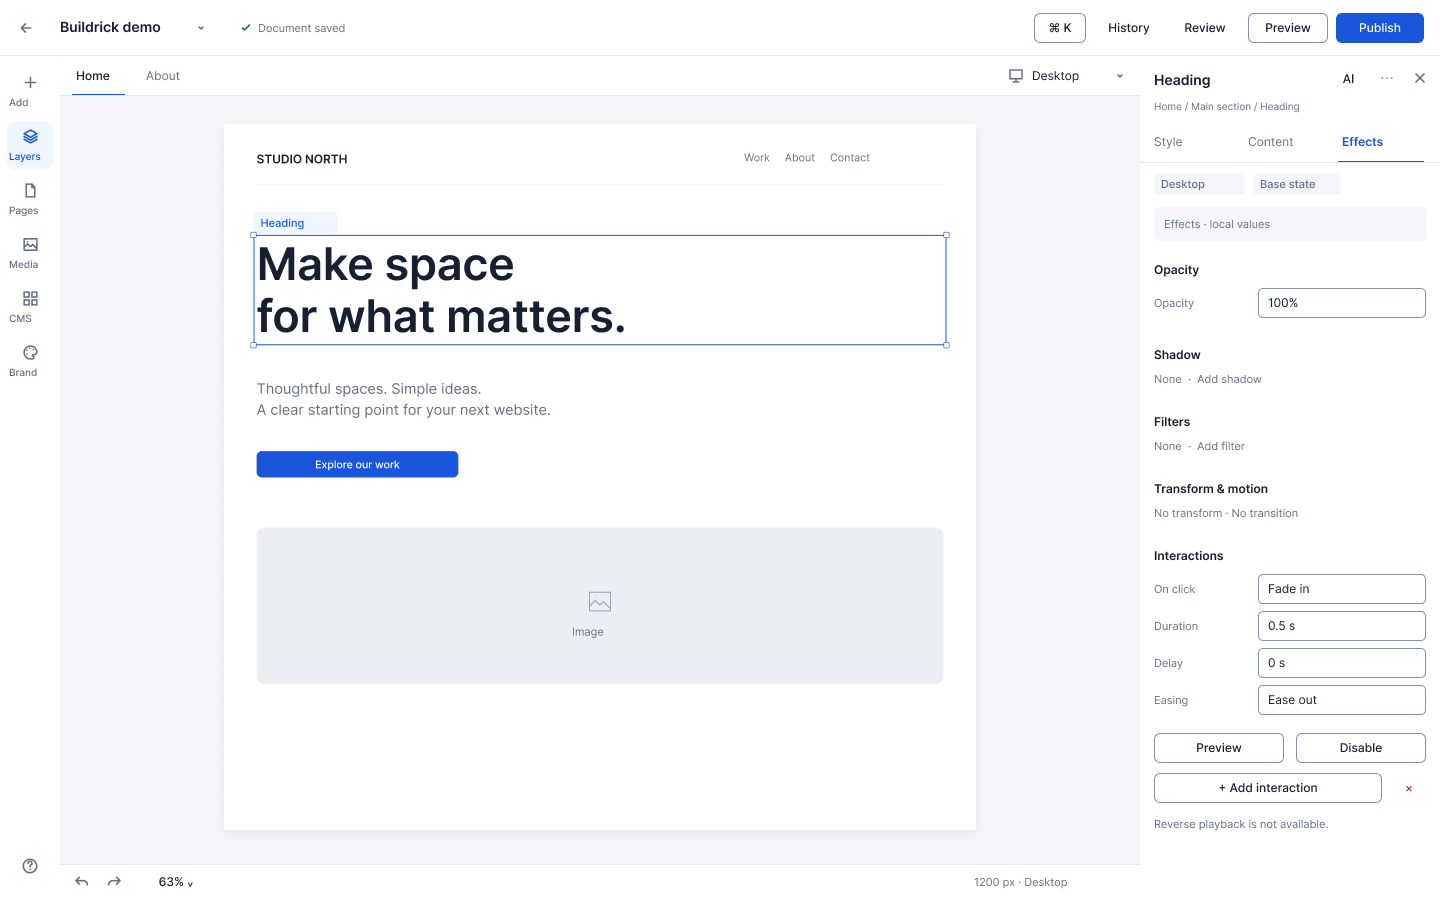 Buildrick demo
Document saved
⌘ K
History
Review
Preview
Publish
Add
Layers
Pages
Media
CMS
Brand
Home
About
Desktop
STUDIO NORTH
Work
About
Contact
Heading
Make space
for what matters.
Thoughtful spaces. Simple ideas.
A clear starting point for your next website.
Explore our work
Image
63%
1200 px · Desktop
Heading
AI
Home / Main section / Heading
Style
Content
Effects
Desktop
Base state
Effects · local values
Opacity
Opacity
100%
Shadow
None · Add shadow
Filters
None · Add filter
Transform & motion
No transform · No transition
Interactions
On click
Fade in
Duration
0.5 s
Delay
0 s
Easing
Ease out
Preview
Disable
+ Add interaction
×
Reverse playback is not available.